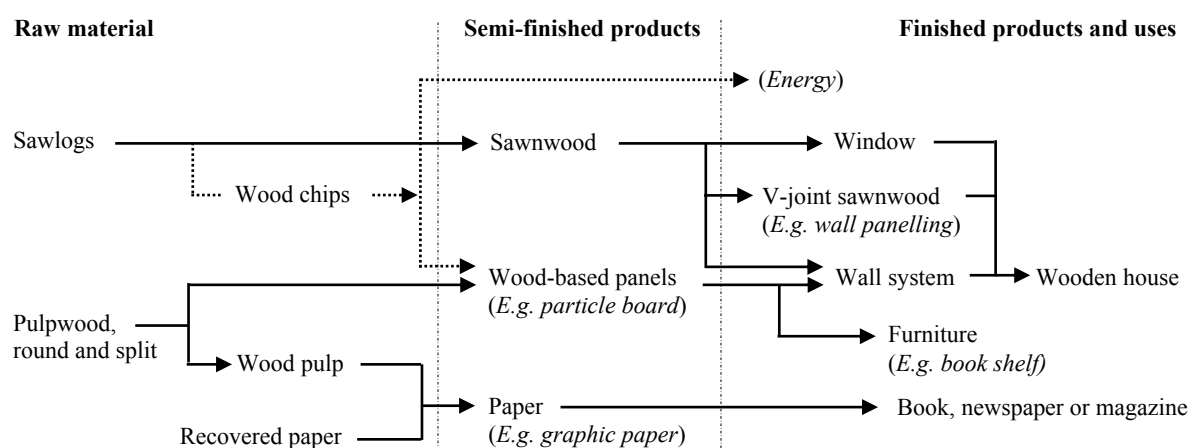 Raw material
Semi-finished products
Finished products and uses
(Energy)
Sawlogs
Sawnwood
Window
Wood chips
V-joint sawnwood
(E.g. wall panelling)
Wood-based panels
(E.g. particle board)
Wall system
Wooden house
Pulpwood,
round and split
Furniture
(E.g. book shelf)
Wood pulp
Paper
(E.g. graphic paper)
Book, newspaper or magazine
Recovered paper